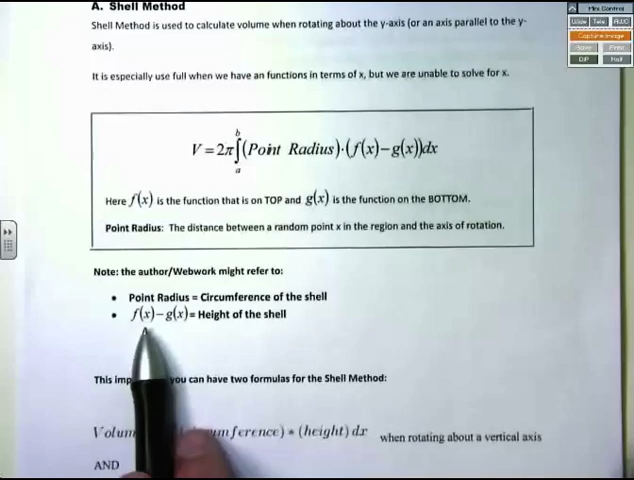 A. Shell Method
Shell Method is used to calculate volume when rotating about the y-axis (or an axis parallel to the y-
axis).
It is especially use full when we have an functions in terms of x, but we are unable to solve for x.
V = 2π∫ₐᵇ(Point Radius)·(f(x)−g(x))dx
Here f(x) is the function that is on TOP and g(x) is the function on the BOTTOM.
Point Radius: The distance between a random point x in the region and the axis of rotation.
Note: the author/Webwork might refer to:
• Point Radius = Circumference of the shell
• f(x)−g(x)= Height of the shell
This imp you can have two formulas for the Shell Method:
Volum umference) * (height) dx when rotating about a vertical axis
AND
Mini Control
Wide Tele
Capture Image